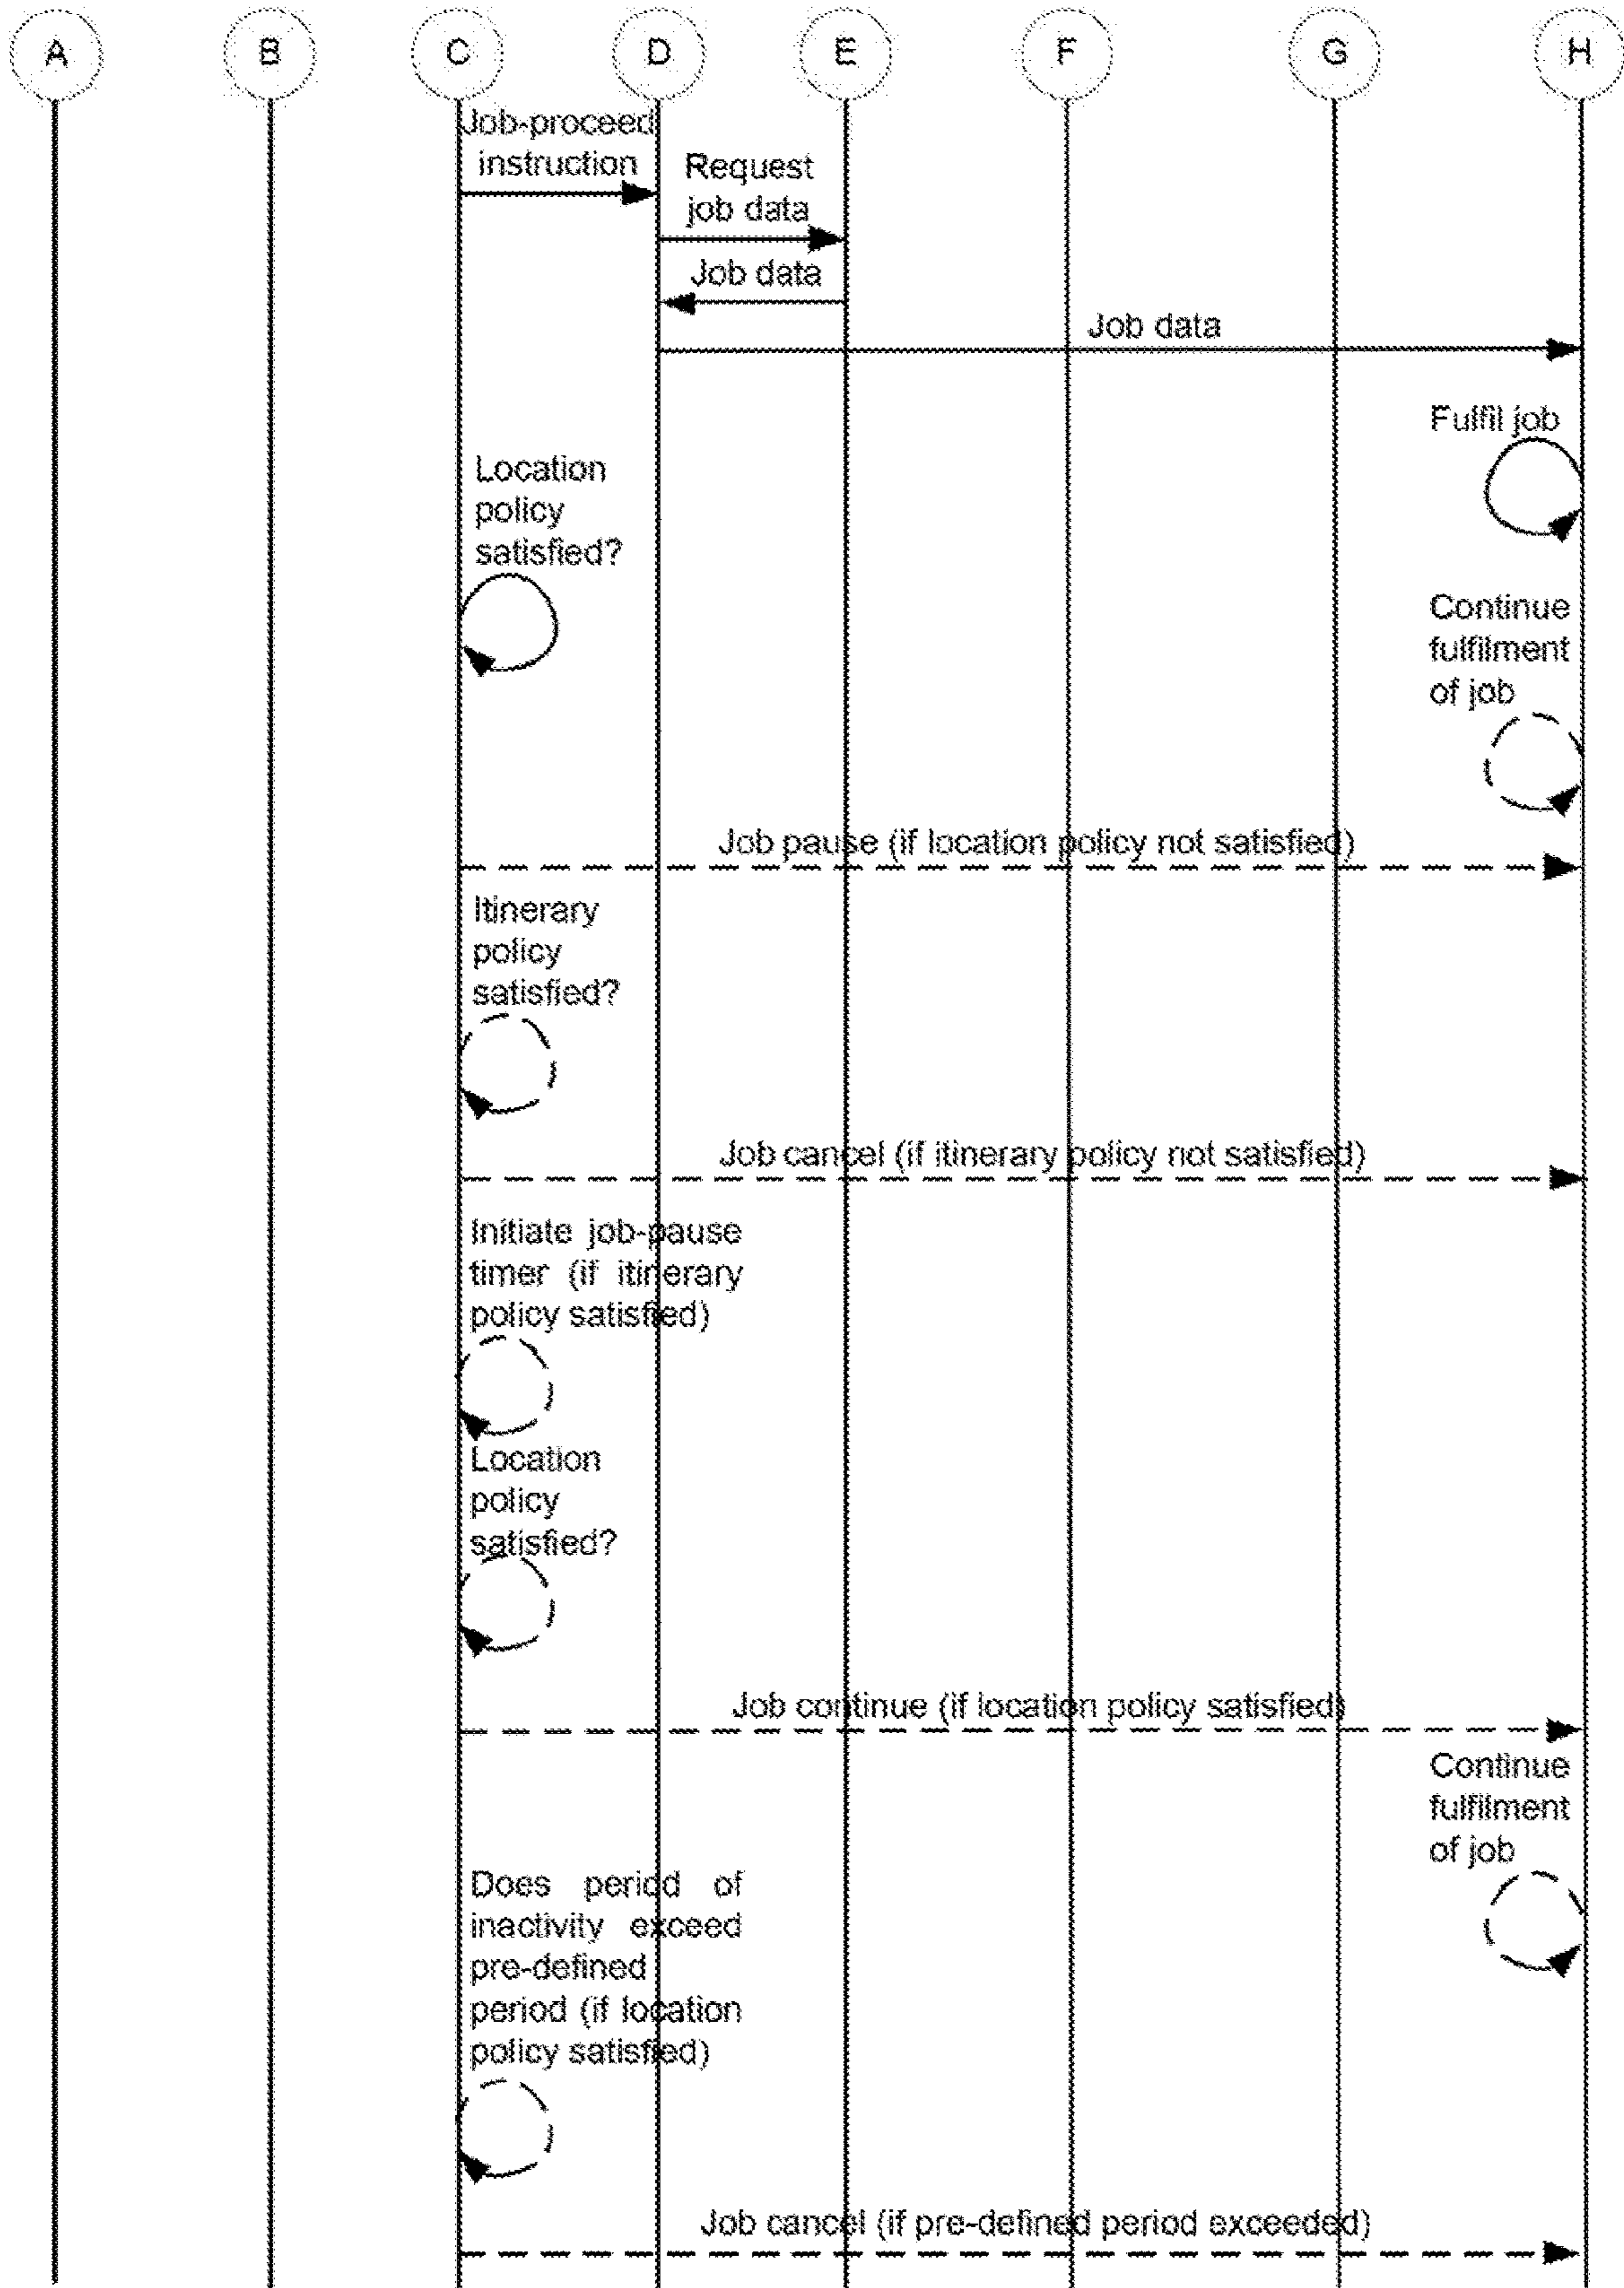 A B C D E F G H
Job-proceed
instruction
Request
job data
Job data
Job data
Fulfil job
Location
policy
satisfied?
Continue
fulfilment
of job
Job pause (if location policy not satisfied)
Itinerary
policy
satisfied?
Job cancel (if itinerary policy not satisfied)
Initiate job-pause
timer (if itinerary
policy satisfied)
Location
policy
satisfied?
Job continue (if location policy satisfied)
Continue
fulfilment
of job
Does period of
inactivity exceed
pre-defined
period (if location
policy satisfied)
Job cancel (if pre-defined period exceeded)